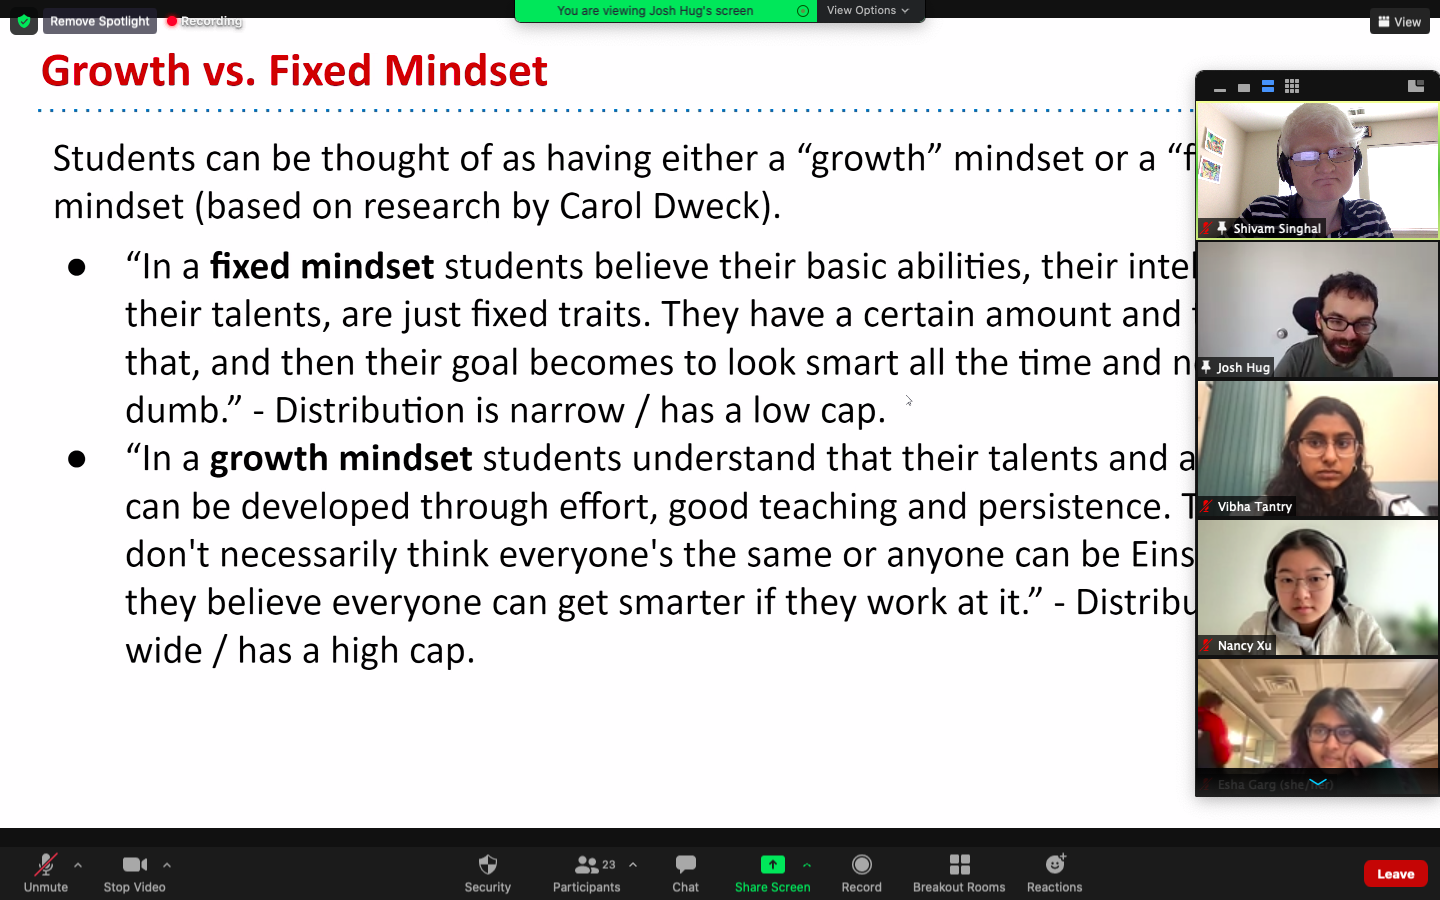 You are viewing Josh Hug's screen
View Options
Remove Spotlight
Recording
View
Growth vs. Fixed Mindset
Students can be thought of as having either a “growth” mindset or a “f
mindset (based on research by Carol Dweck).
● “In a fixed mindset students believe their basic abilities, their intel
their talents, are just fixed traits. They have a certain amount and t
that, and then their goal becomes to look smart all the time and n
dumb.” - Distribution is narrow / has a low cap.
● “In a growth mindset students understand that their talents and a
can be developed through effort, good teaching and persistence. T
don't necessarily think everyone's the same or anyone can be Eins
they believe everyone can get smarter if they work at it.” - Distribu
wide / has a high cap.
Shivam Singhal
Josh Hug
Vibha Tantry
Nancy Xu
Esha Garg (she/her)
Unmute
Stop Video
Security
23
Participants
Chat
Share Screen
Record
Breakout Rooms
Reactions
Leave